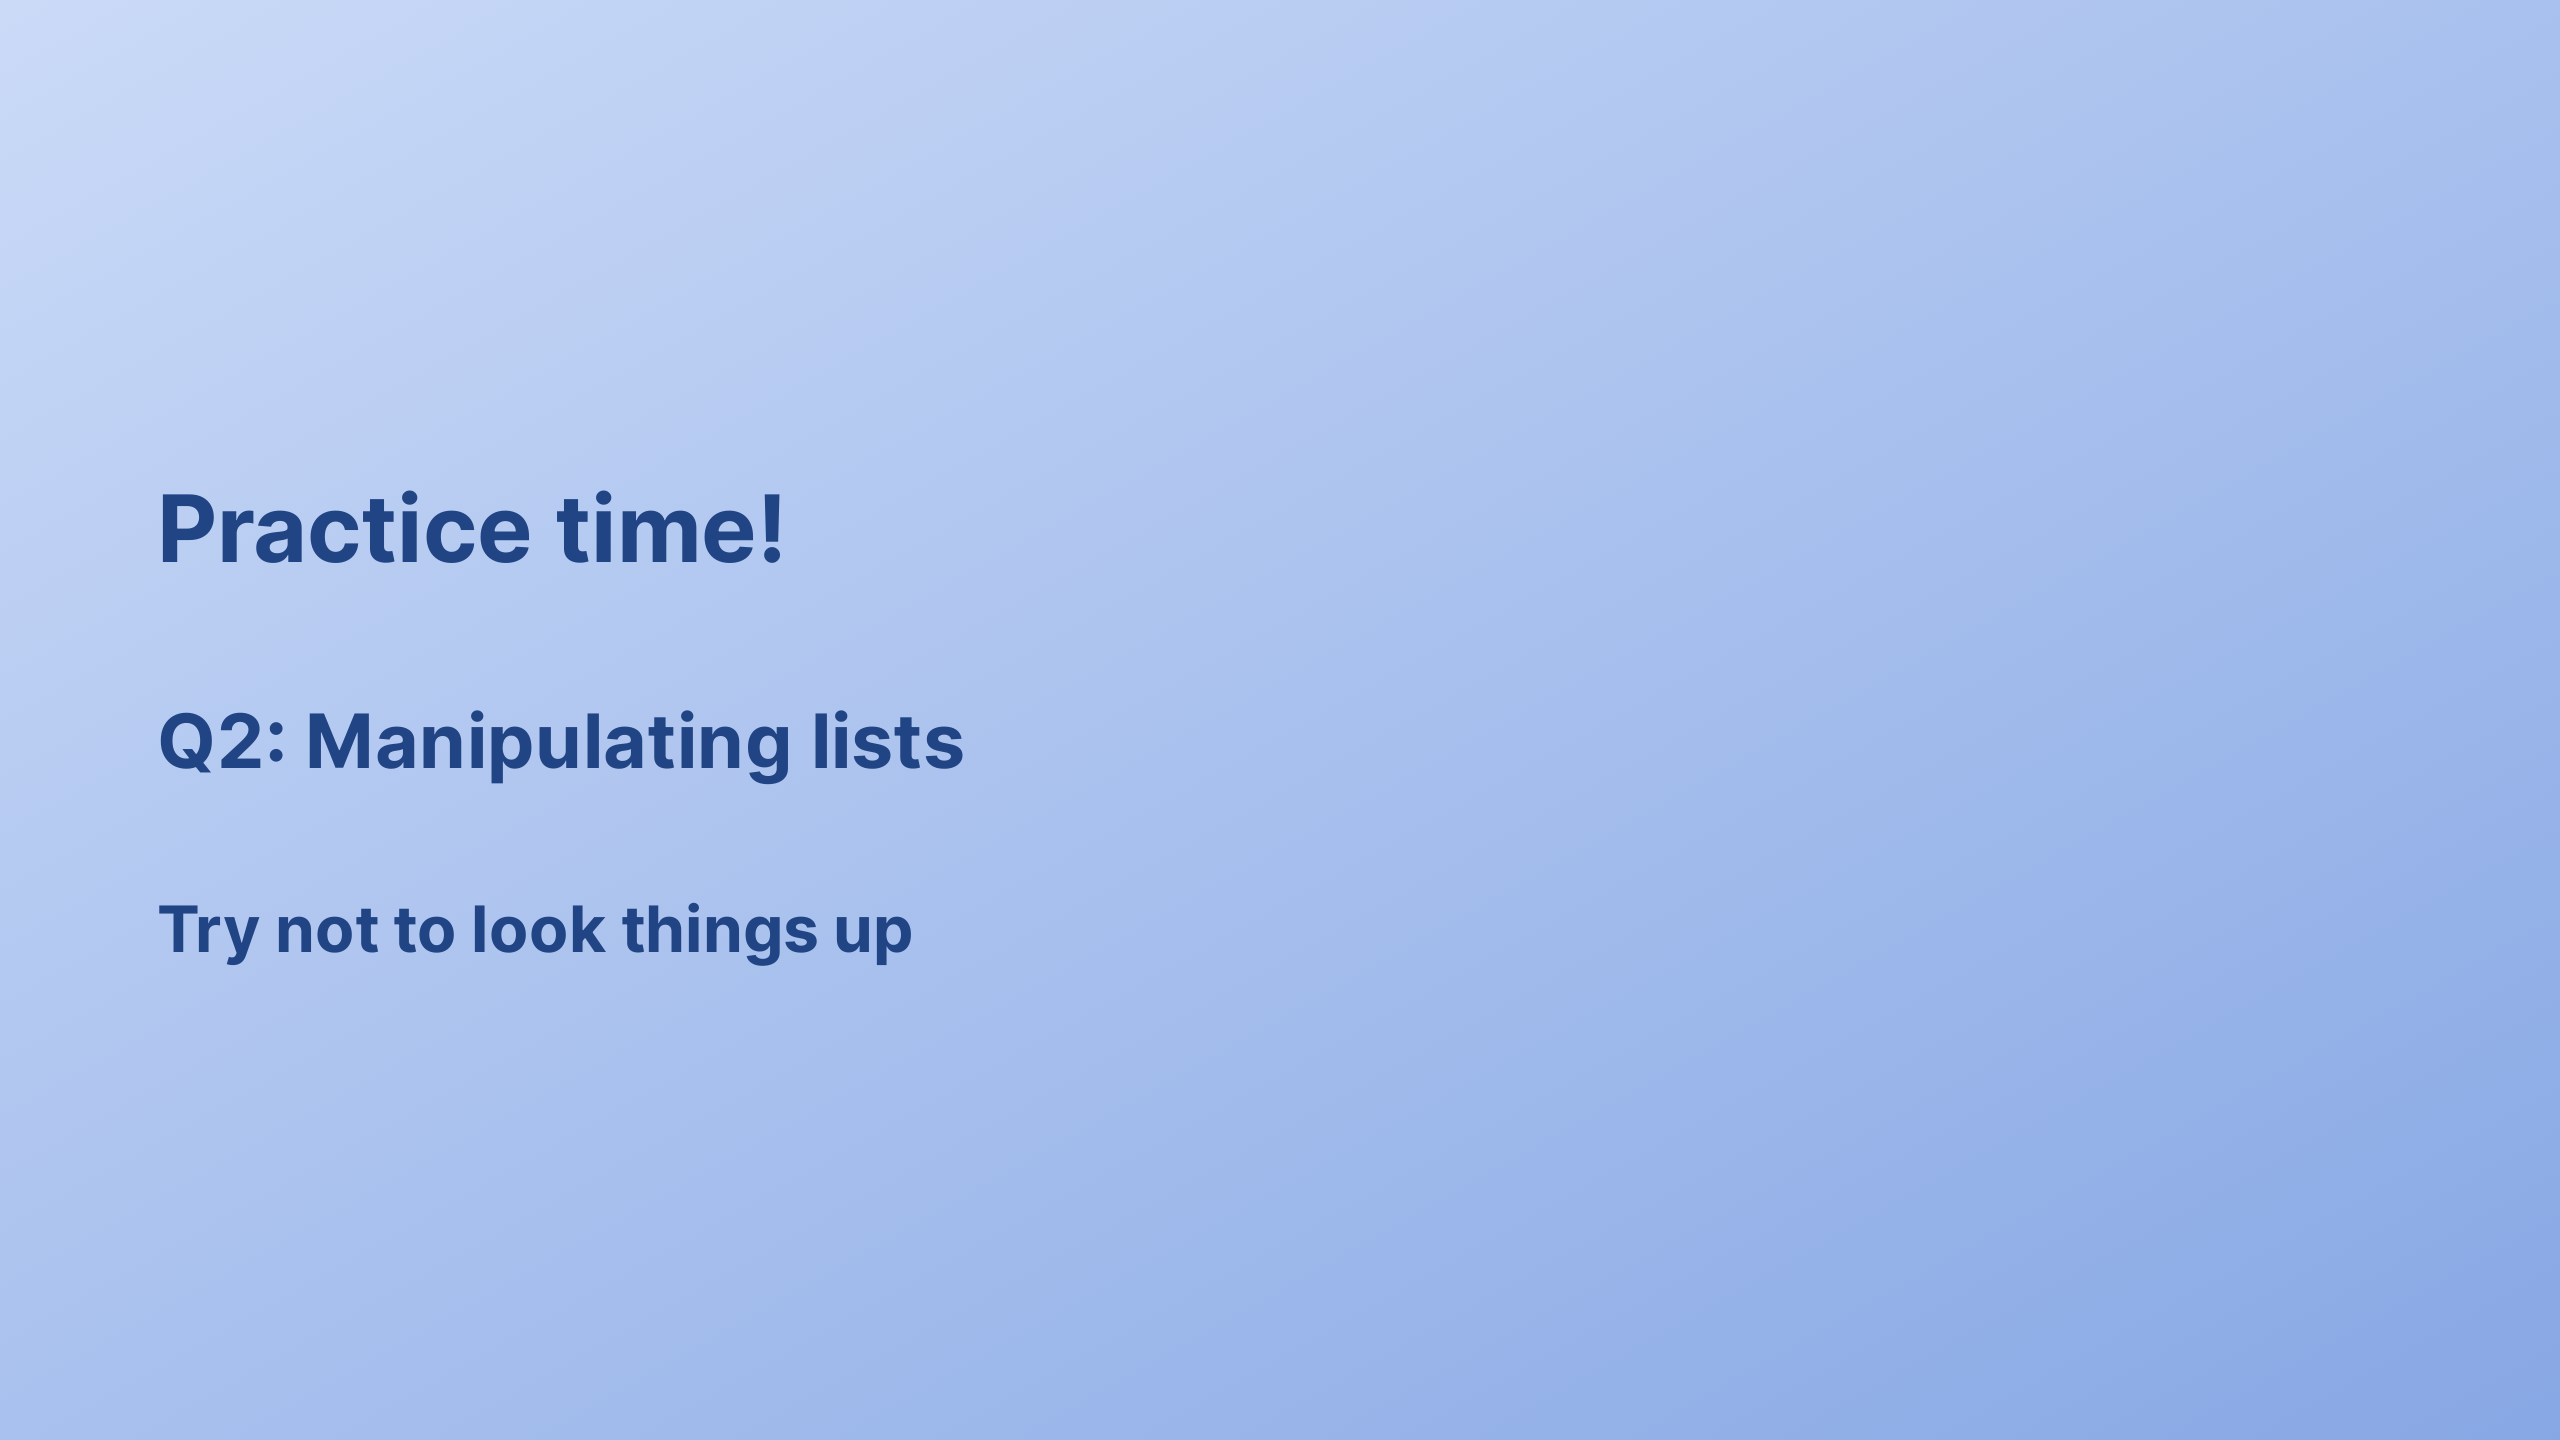 Practice time!
Q2: Manipulating lists
Try not to look things up